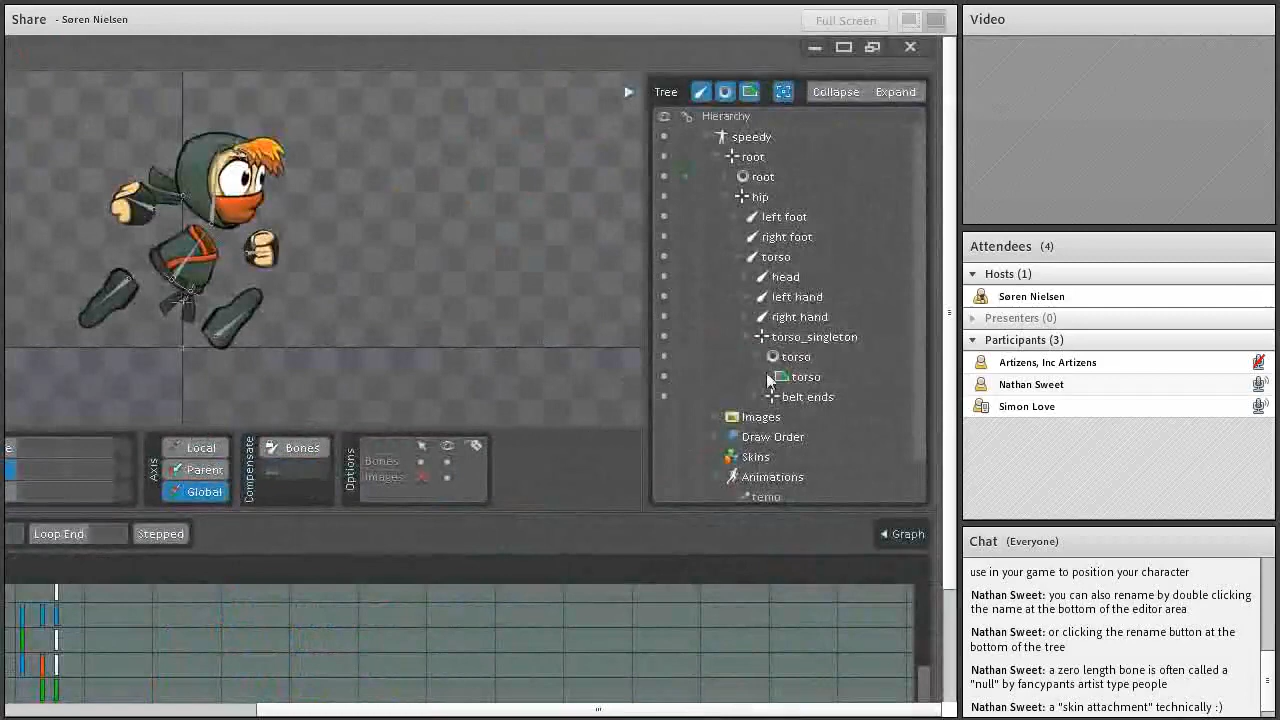 Share - Søren Nielsen
Full Screen
Video
Tree
Collapse
Expand
Hierarchy
speedy
root
root
hip
left foot
right foot
torso
head
left hand
right hand
torso_singleton
torso
torso
belt ends
Images
Draw Order
Skins
Animations
Axis
Local
Parent
Global
Compensate
Bones
Options
Bones
Images
Loop End
Stepped
Graph
Attendees (4)
Hosts (1)
Søren Nielsen
Presenters (0)
Participants (3)
Artizens, Inc Artizens
Nathan Sweet
Simon Love
Chat (Everyone)
use in your game to position your character
Nathan Sweet: you can also rename by double clicking
the name at the bottom of the editor area
Nathan Sweet: or clicking the rename button at the
bottom of the tree
Nathan Sweet: a zero length bone is often called a
"null" by fancypants artist type people
Nathan Sweet: a "skin attachment" technically :)